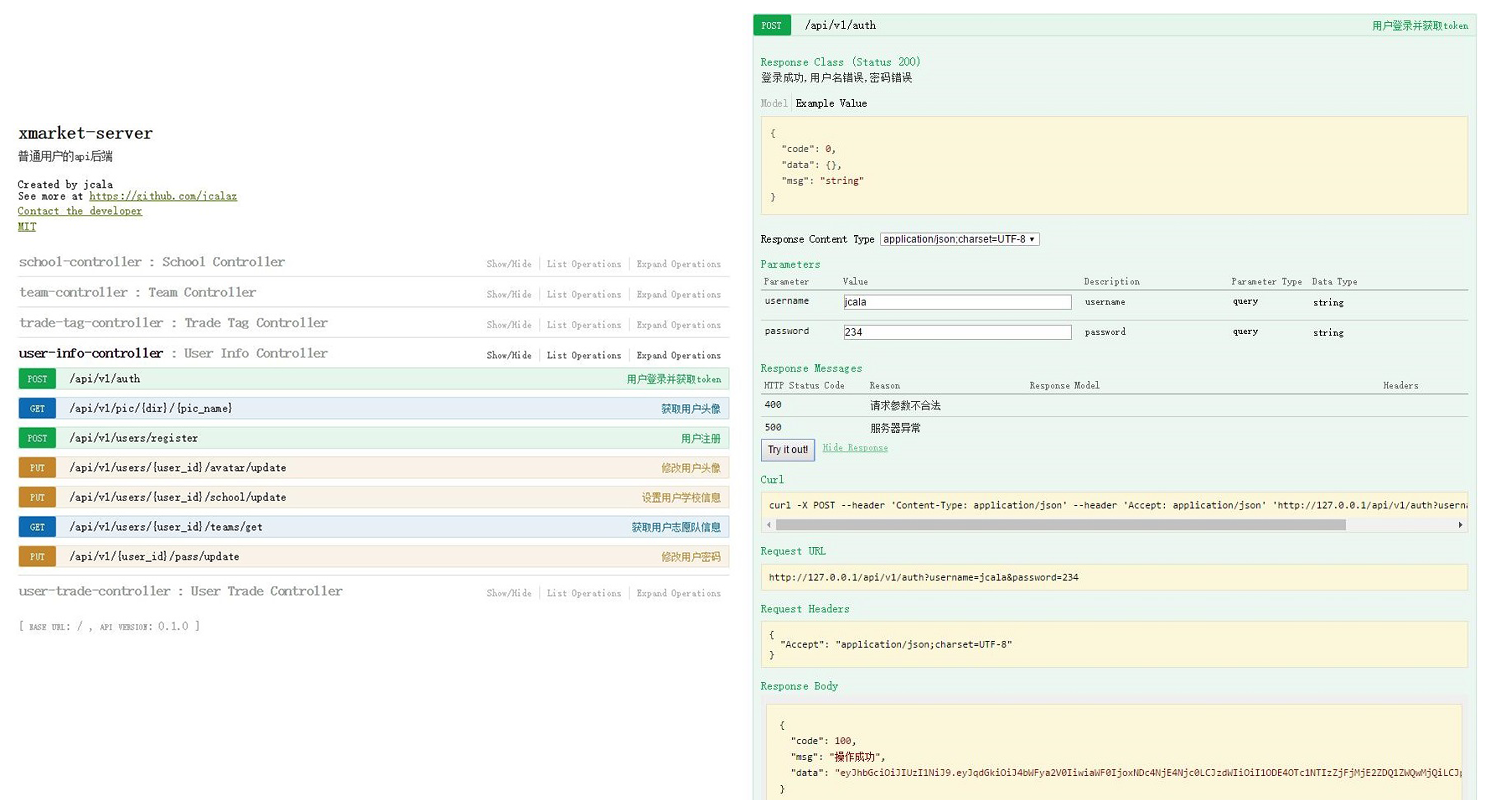 xmarket-server
普通用户的api后端
Created by jcala
See more at https://github.com/jcalaz
Contact the developer
MIT
school-controller : School Controller Show/Hide List Operations Expand Operations
team-controller : Team Controller Show/Hide List Operations Expand Operations
trade-tag-controller : Trade Tag Controller Show/Hide List Operations Expand Operations
user-info-controller : User Info Controller Show/Hide List Operations Expand Operations
POST /api/v1/auth 用户登录并获取token
GET /api/v1/pic/{dir}/{pic_name} 获取用户头像
POST /api/v1/users/register 用户注册
PUT /api/v1/users/{user_id}/avatar/update 修改用户头像
PUT /api/v1/users/{user_id}/school/update 设置用户学校信息
GET /api/v1/users/{user_id}/teams/get 获取用户志愿队信息
PUT /api/v1/{user_id}/pass/update 修改用户密码
user-trade-controller : User Trade Controller Show/Hide List Operations Expand Operations
[ BASE URL: / , API VERSION: 0.1.0 ]
POST /api/v1/auth 用户登录并获取token
Response Class (Status 200)
登录成功,用户名错误,密码错误
Model Example Value
{
"code": 0,
"data": {},
"msg": "string"
}
Response Content Type application/json;charset=UTF-8
Parameters
Parameter Value Description Parameter Type Data Type
username jcala username query string
password 234 password query string
Response Messages
HTTP Status Code Reason Response Model Headers
400 请求参数不合法
500 服务器异常
Try it out! Hide Response
Curl
curl -X POST --header 'Content-Type: application/json' --header 'Accept: application/json' 'http://127.0.0.1/api/v1/auth?userna
Request URL
http://127.0.0.1/api/v1/auth?username=jcala&password=234
Request Headers
{
"Accept": "application/json;charset=UTF-8"
}
Response Body
{
"code": 100,
"msg": "操作成功",
"data": "eyJhbGciOiJIUzI1NiJ9.eyJqdGkiOiJ4bWFya2V0IiwiaWF0IjoxNDc4NjE4Njc0LCJzdWIiOiI1ODE4OTc1NTIzZjFjMjE2ZDQ1ZWQwMjQiLCJ
}